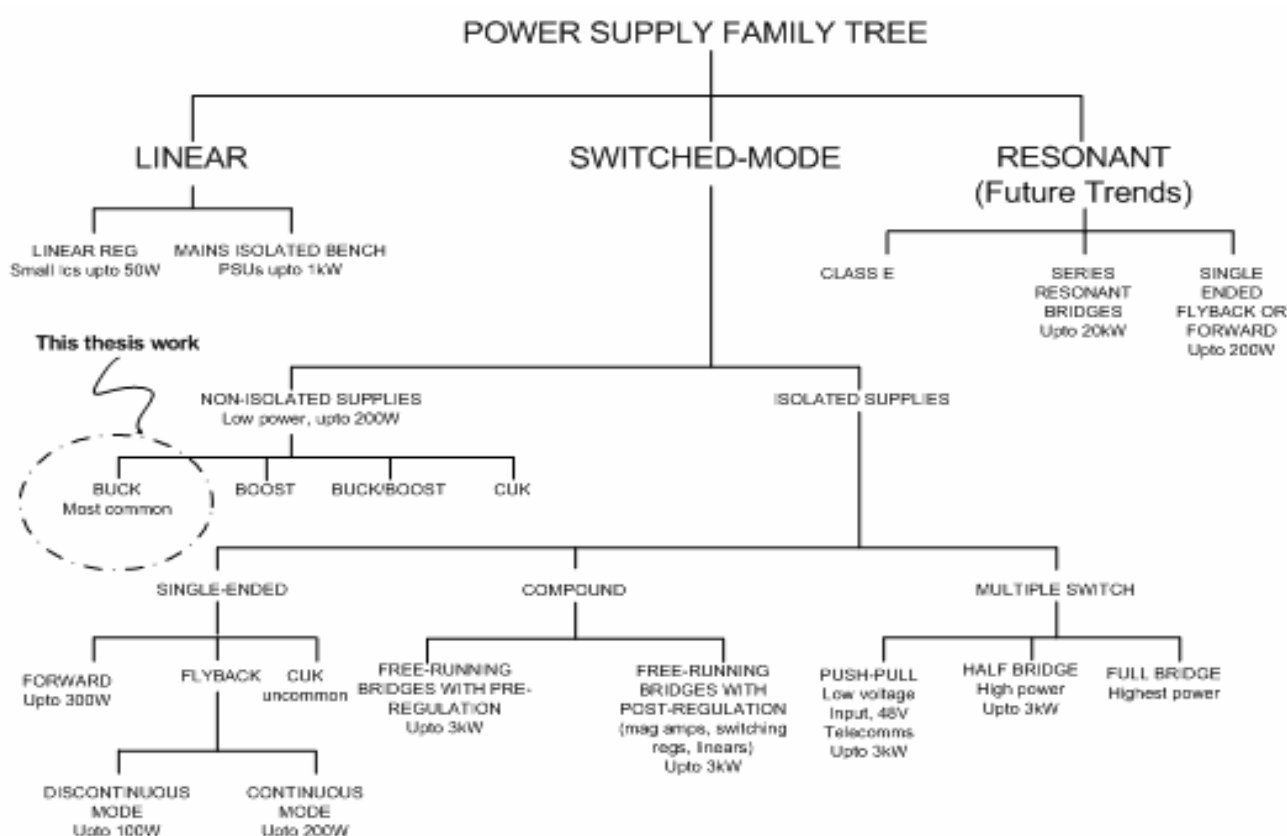 POWER SUPPLY FAMILY TREE
LINEAR
SWITCHED-MODE
RESONANT
(Future Trends)
LINEAR REG
Small Ics upto 50W
MAINS ISOLATED BENCH
PSUs upto 1kW
CLASS E
SERIES
RESONANT
BRIDGES
Upto 20kW
SINGLE
ENDED
FLYBACK OR
FORWARD
Upto 200W
This thesis work
NON-ISOLATED SUPPLIES
Low power, upto 200W
ISOLATED SUPPLIES
BUCK
Most common
BOOST
BUCK/BOOST
CUK
SINGLE-ENDED
COMPOUND
MULTIPLE SWITCH
FORWARD
Upto 300W
FLYBACK
CUK
uncommon
FREE-RUNNING
BRIDGES WITH PRE-
REGULATION
Upto 3kW
FREE-RUNNING
BRIDGES WITH
POST-REGULATION
(mag amps, switching
regs, linears)
Upto 3kW
PUSH-PULL
Low voltage
Input, 48V
Telecomms
Upto 3kW
HALF BRIDGE
High power
Upto 3kW
FULL BRIDGE
Highest power
DISCONTINUOUS
MODE
Upto 100W
CONTINUOUS
MODE
Upto 200W